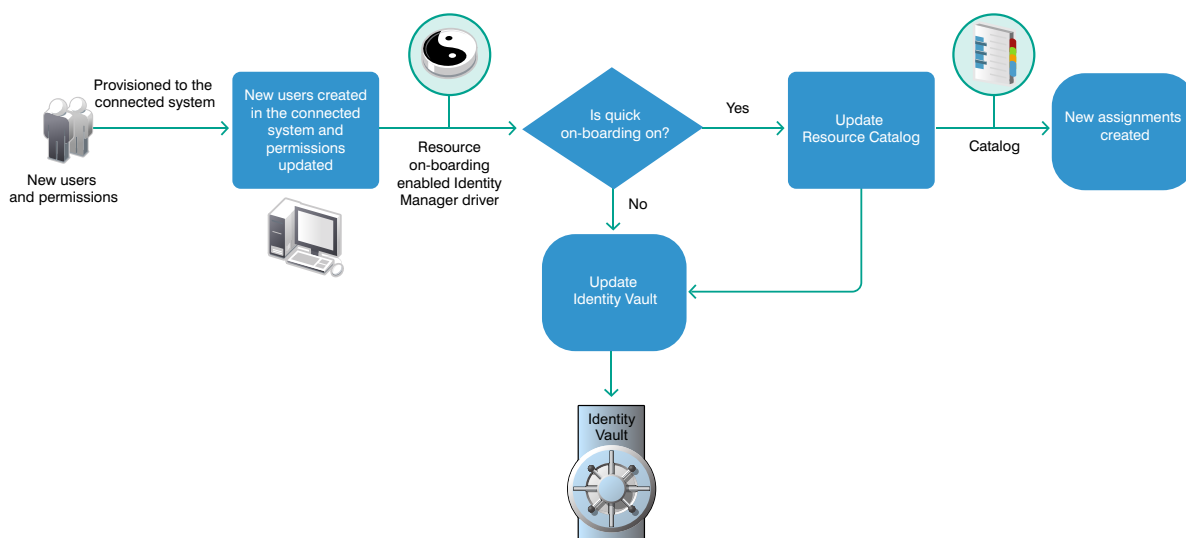 Provisioned to the
connected system
New users
and permissions
New users created
in the connected
system and
permissions
updated
Resource
on-boarding
enabled Identity
Manager driver
Is quick
on-boarding on?
Yes
No
Update
Resource Catalog
Catalog
New assignments
created
Update
Identity Vault
Identity
Vault